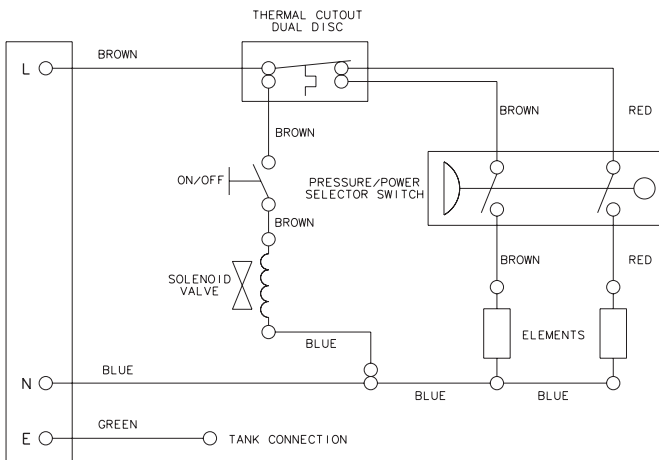 THERMAL CUTOUT
DUAL DISC
BROWN
L
BROWN
BROWN
RED
ON/OFF
PRESSURE/POWER
SELECTOR SWITCH
BROWN
BROWN
RED
SOLENOID
VALVE
ELEMENTS
BLUE
BLUE
N
BLUE
BLUE
GREEN
E
TANK CONNECTION